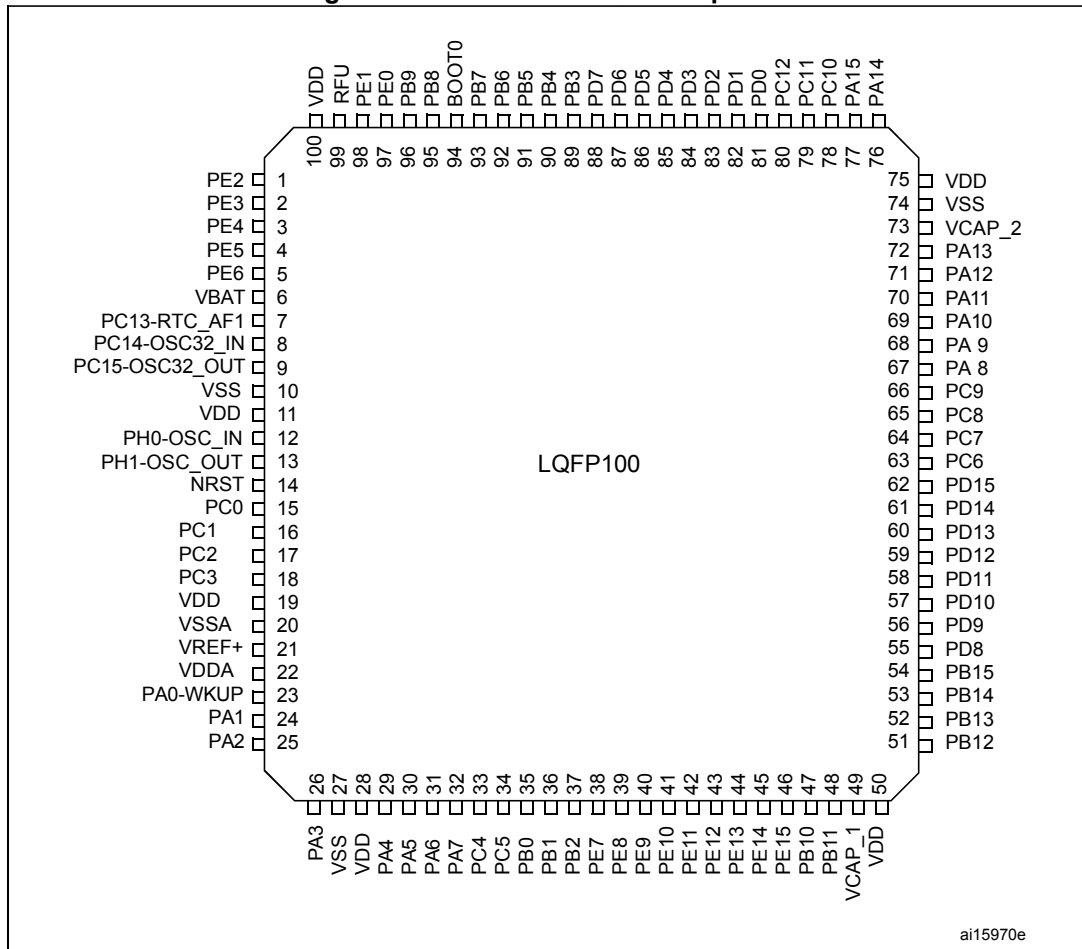 VDD
RFU
PE1
PE0
PB9
PB8
BOOT0
PB7
PB6
PB5
PB4
PB3
PD7
PD6
PD5
PD4
PD3
PD2
PD1
PD0
PC12
PC11
PC10
PA15
PA14
100 99 98 97 96 95 94 93 92 91 90 89 88 87 86 85 84 83 82 81 80 79 78 77 76
PE2 1
PE3 2
PE4 3
PE5 4
PE6 5
VBAT 6
PC13-RTC_AF1 7
PC14-OSC32_IN 8
PC15-OSC32_OUT 9
VSS 10
VDD 11
PH0-OSC_IN 12
PH1-OSC_OUT 13
NRST 14
PC0 15
PC1 16
PC2 17
PC3 18
VDD 19
VSSA 20
VREF+ 21
VDDA 22
PA0-WKUP 23
PA1 24
PA2 25
LQFP100
75 VDD
74 VSS
73 VCAP_2
72 PA13
71 PA12
70 PA11
69 PA10
68 PA 9
67 PA 8
66 PC9
65 PC8
64 PC7
63 PC6
62 PD15
61 PD14
60 PD13
59 PD12
58 PD11
57 PD10
56 PD9
55 PD8
54 PB15
53 PB14
52 PB13
51 PB12
26 27 28 29 30 31 32 33 34 35 36 37 38 39 40 41 42 43 44 45 46 47 48 49 50
PA3
VSS
VDD
PA4
PA5
PA6
PA7
PC4
PC5
PB0
PB1
PB2
PE7
PE8
PE9
PE10
PE11
PE12
PE13
PE14
PE15
PB10
PB11
VCAP_1
VDD
ai15970e